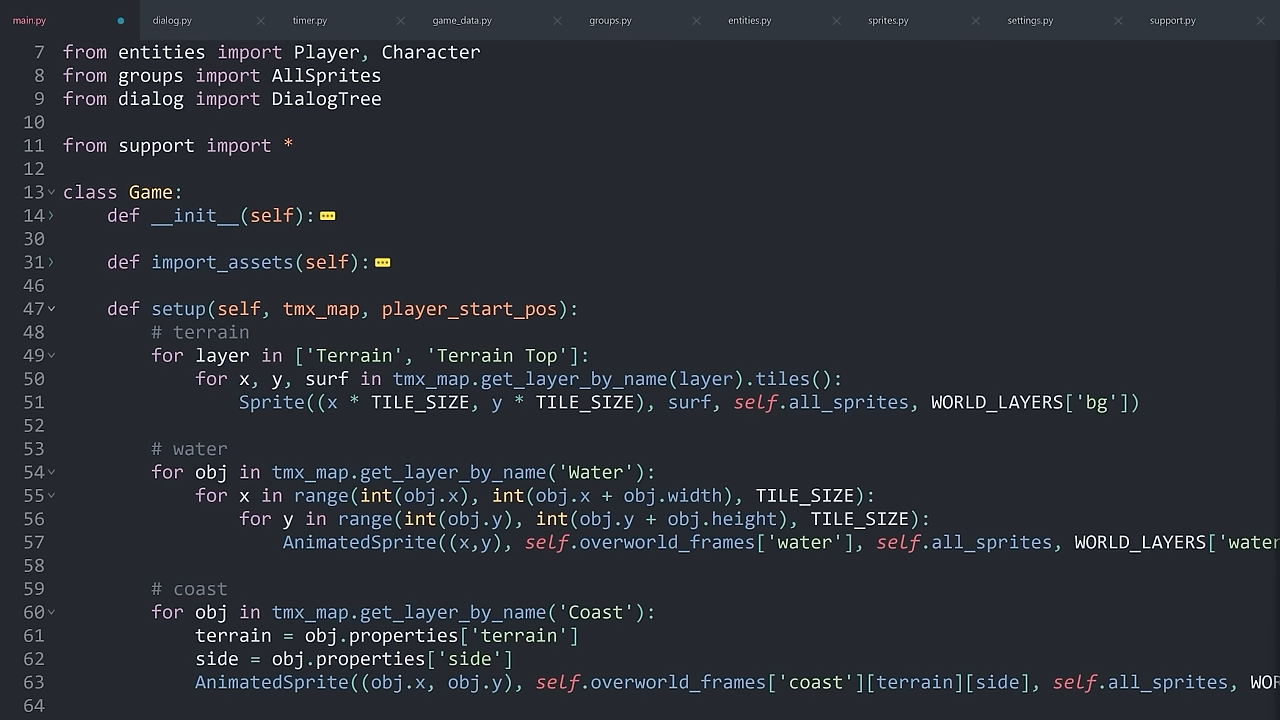 main.py dialog.py timer.py game_data.py groups.py entities.py sprites.py settings.py support.py
7 from entities import Player, Character
8 from groups import AllSprites
9 from dialog import DialogTree
10
11 from support import *
12
13 class Game:
14     def __init__(self):
30
31     def import_assets(self):
46
47     def setup(self, tmx_map, player_start_pos):
48         # terrain
49         for layer in ['Terrain', 'Terrain Top']:
50             for x, y, surf in tmx_map.get_layer_by_name(layer).tiles():
51                 Sprite((x * TILE_SIZE, y * TILE_SIZE), surf, self.all_sprites, WORLD_LAYERS['bg'])
52
53         # water
54         for obj in tmx_map.get_layer_by_name('Water'):
55             for x in range(int(obj.x), int(obj.x + obj.width), TILE_SIZE):
56                 for y in range(int(obj.y), int(obj.y + obj.height), TILE_SIZE):
57                     AnimatedSprite((x,y), self.overworld_frames['water'], self.all_sprites, WORLD_LAYERS['water
58
59         # coast
60         for obj in tmx_map.get_layer_by_name('Coast'):
61             terrain = obj.properties['terrain']
62             side = obj.properties['side']
63             AnimatedSprite((obj.x, obj.y), self.overworld_frames['coast'][terrain][side], self.all_sprites, WOR
64